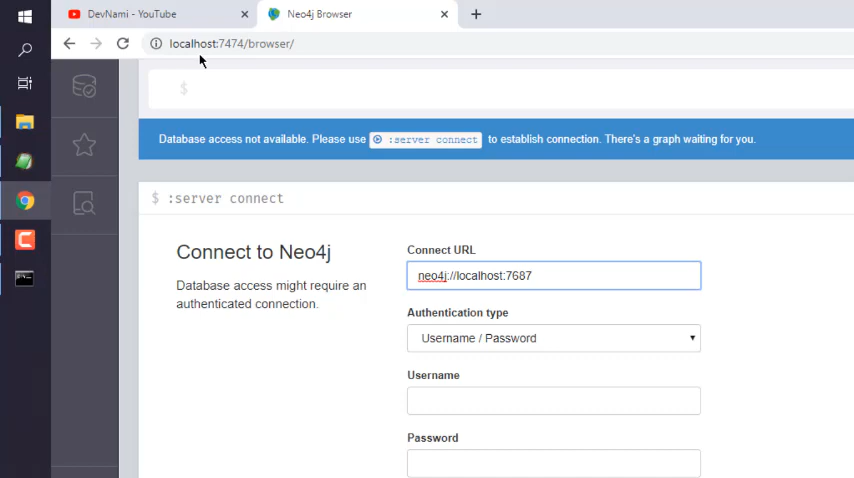 DevNami - YouTube
Neo4j Browser
localhost:7474/browser/
$
Database access not available. Please use :server connect to establish connection. There's a graph waiting for you.
$ :server connect
Connect to Neo4j
Database access might require an
authenticated connection.
Connect URL
neo4j://localhost:7687
Authentication type
Username / Password
Username
Password